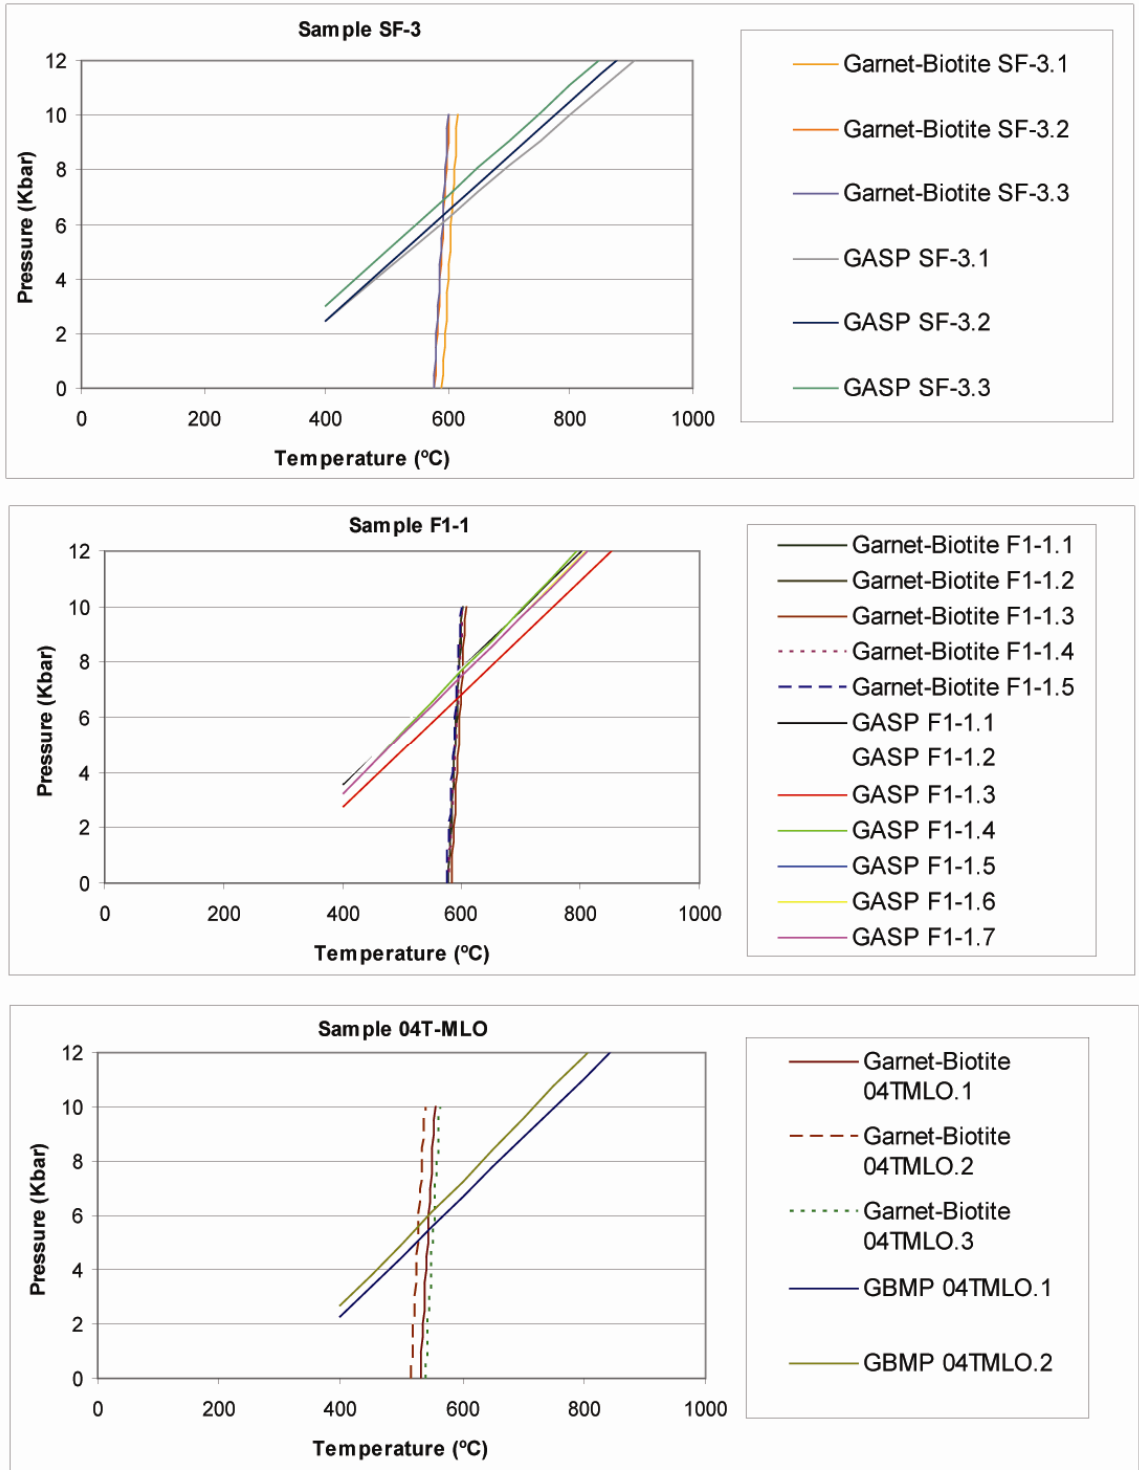 Sample SF-3
12
10
8
6
4
2
0
Pressure (Kbar)
0 200 400 600 800 1000
Temperature (ºC)
Garnet-Biotite SF-3.1
Garnet-Biotite SF-3.2
Garnet-Biotite SF-3.3
GASP SF-3.1
GASP SF-3.2
GASP SF-3.3
Sample F1-1
12
10
8
6
4
2
0
Pressure (Kbar)
0 200 400 600 800 1000
Temperature (ºC)
Garnet-Biotite F1-1.1
Garnet-Biotite F1-1.2
Garnet-Biotite F1-1.3
Garnet-Biotite F1-1.4
Garnet-Biotite F1-1.5
GASP F1-1.1
GASP F1-1.2
GASP F1-1.3
GASP F1-1.4
GASP F1-1.5
GASP F1-1.6
GASP F1-1.7
Sample 04T-MLO
12
10
8
6
4
2
0
Pressure (Kbar)
0 200 400 600 800 1000
Temperature (ºC)
Garnet-Biotite
04TMLO.1
Garnet-Biotite
04TMLO.2
Garnet-Biotite
04TMLO.3
GBMP 04TMLO.1
GBMP 04TMLO.2